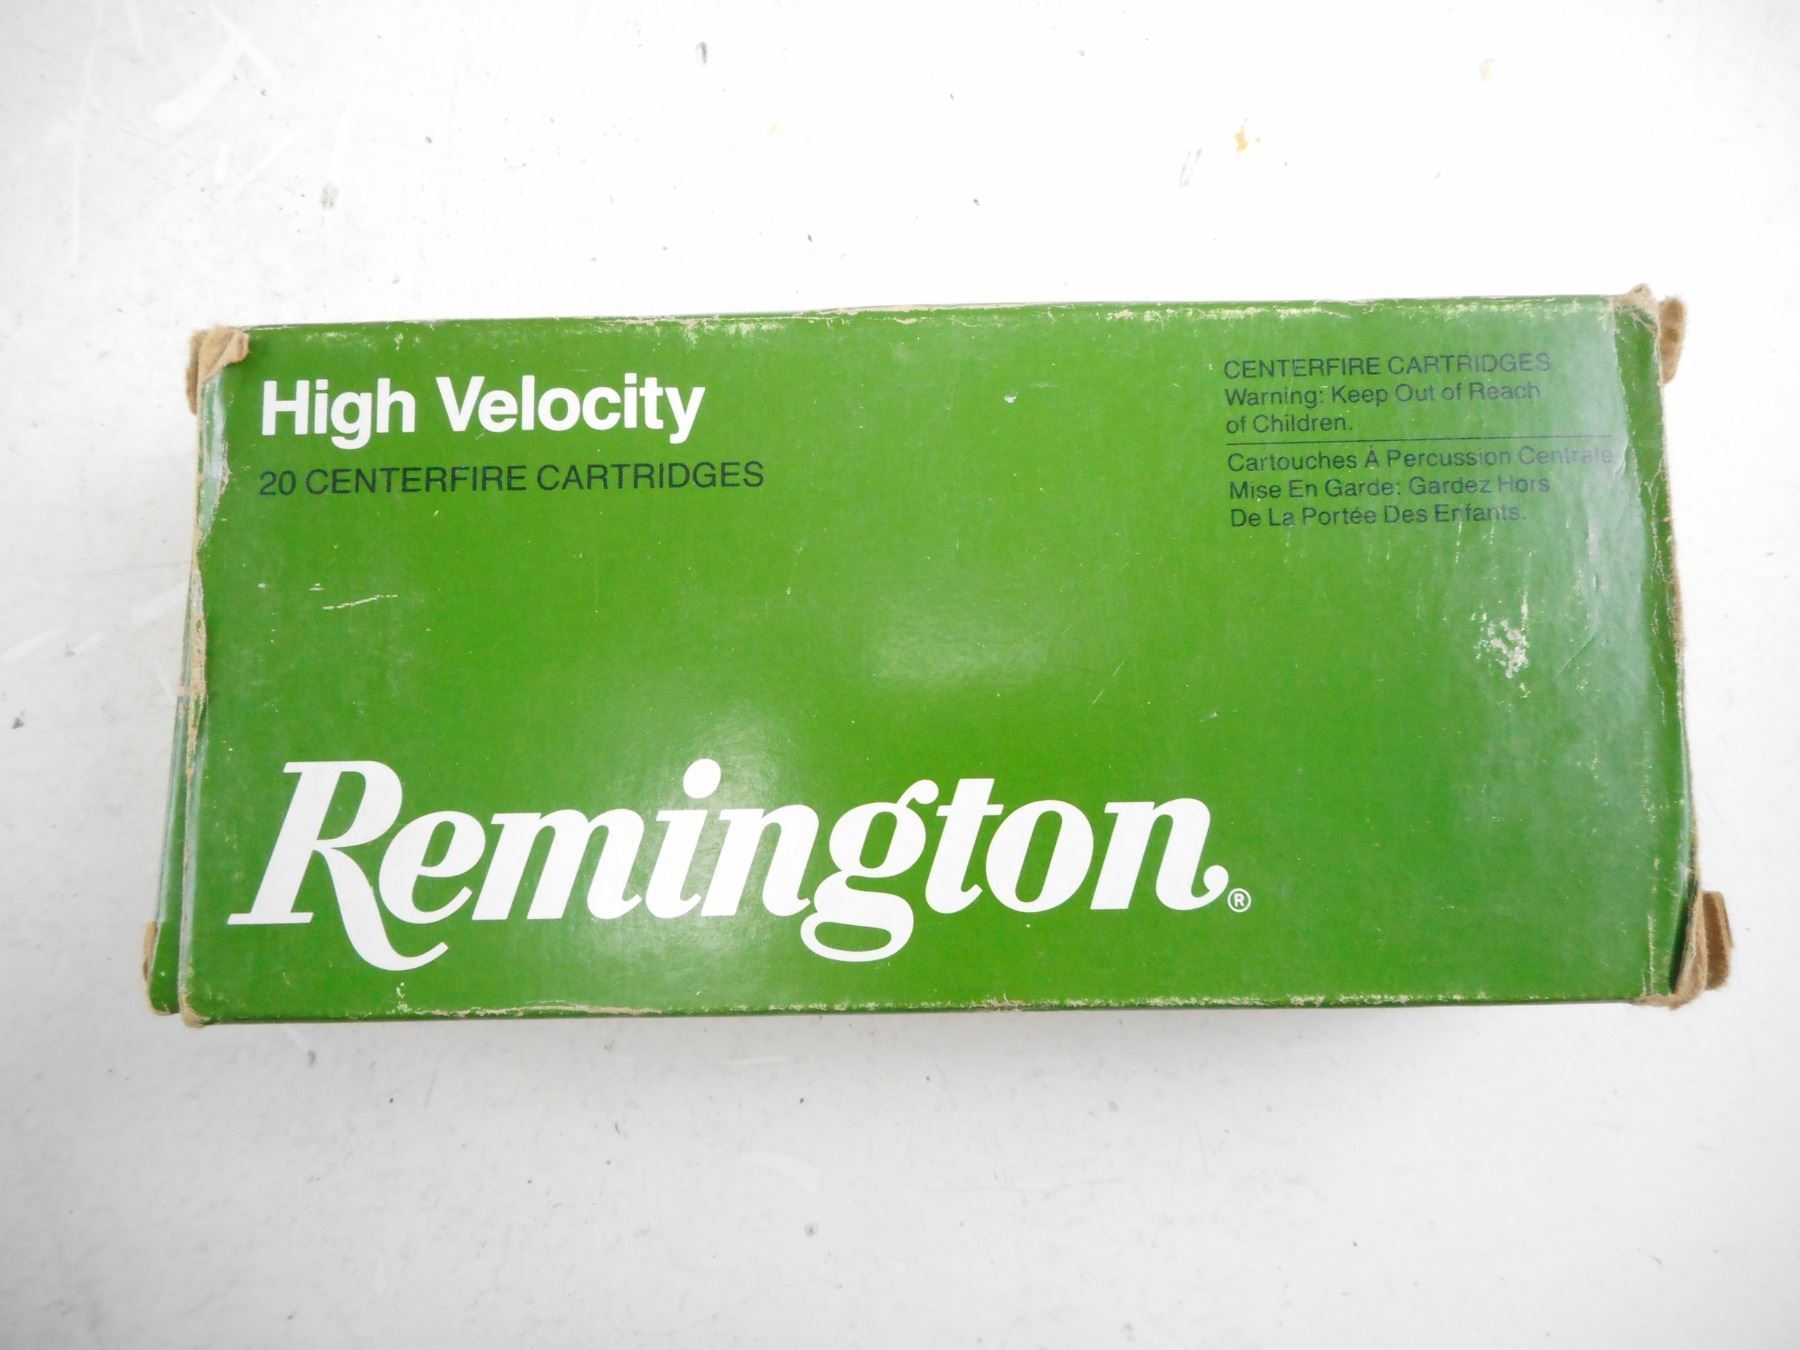 High Velocity
20 CENTERFIRE CARTRIDGES
CENTERFIRE CARTRIDGES
Warning: Keep Out of Reach
of Children.
Cartouches À Percussion Centrale
Mise En Garde: Gardez Hors
De La Portée Des Enfants.
Remington®